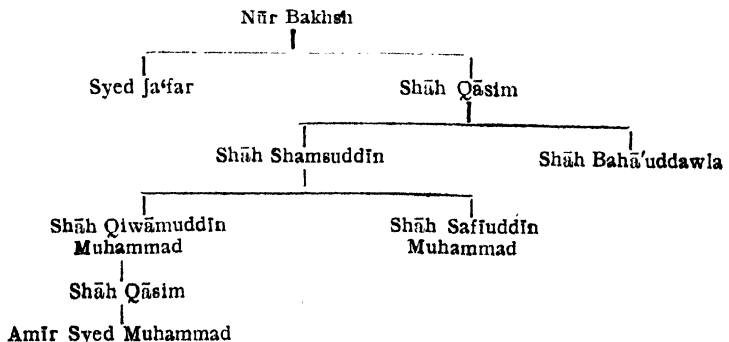 Nūr Bakhsh
Syed Ja‘far
Shāh Qāsim
Shāh Shamsuddīn
Shāh Bahā'uddawla
Shāh Qiwāmuddīn
Muhammad
Shāh Safīuddīn
Muhammad
Shāh Qāsim
Amīr Syed Muhammad